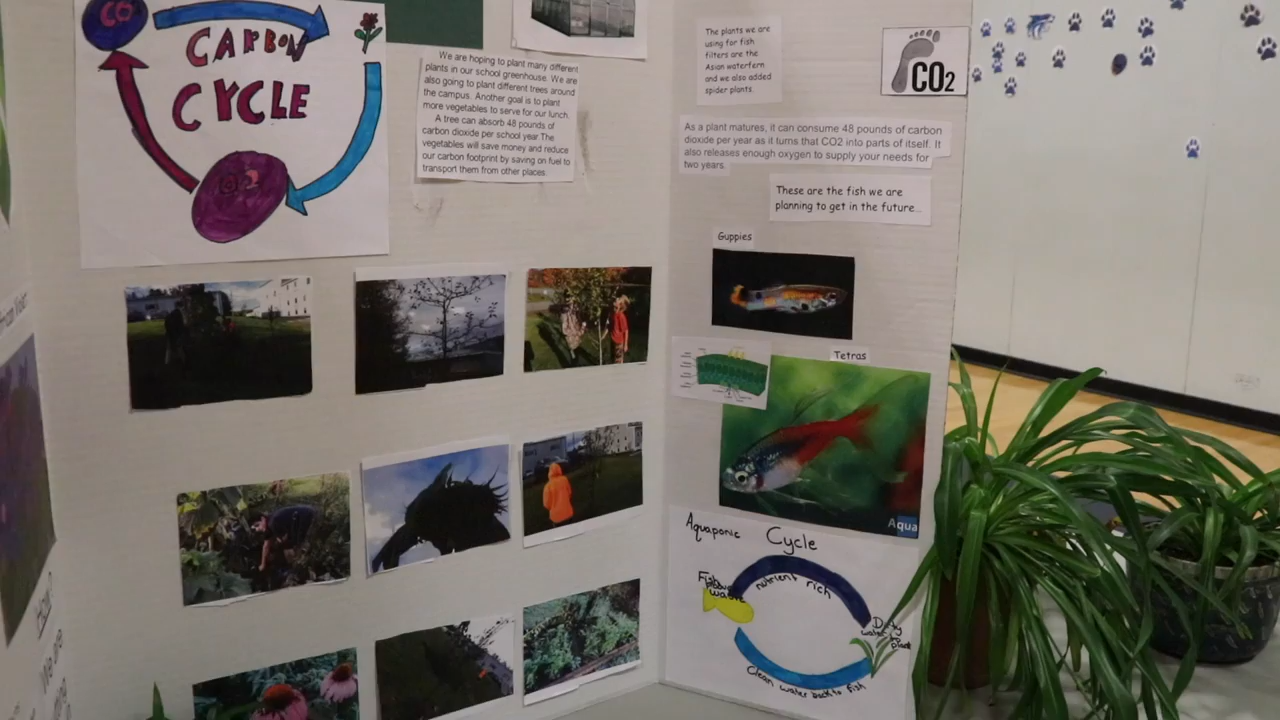 CO
CARBON
CYCLE
We are hoping to plant many different
plants in our school greenhouse. We are
also going to plant different trees around
the campus. Another goal is to plant
more vegetables to serve for our lunch.
A tree can absorb 48 pounds of
carbon dioxide per school year.The
vegetables will save money and reduce
our carbon footprint by saving on fuel to
transport them from other places.
The plants we are
using for fish
filters are the
Asian waterfern
and we also added
spider plants.
CO2
As a plant matures, it can consume 48 pounds of carbon
dioxide per year as it turns that CO2 into parts of itself. It
also releases enough oxygen to supply your needs for
two years.
These are the fish we are
planning to get in the future...
Guppies
Tetras
Aqua
Aquaponic Cycle
Fish
waste
nutrient rich
Dirty
water
plant
Clean water back to fish
How?
We are